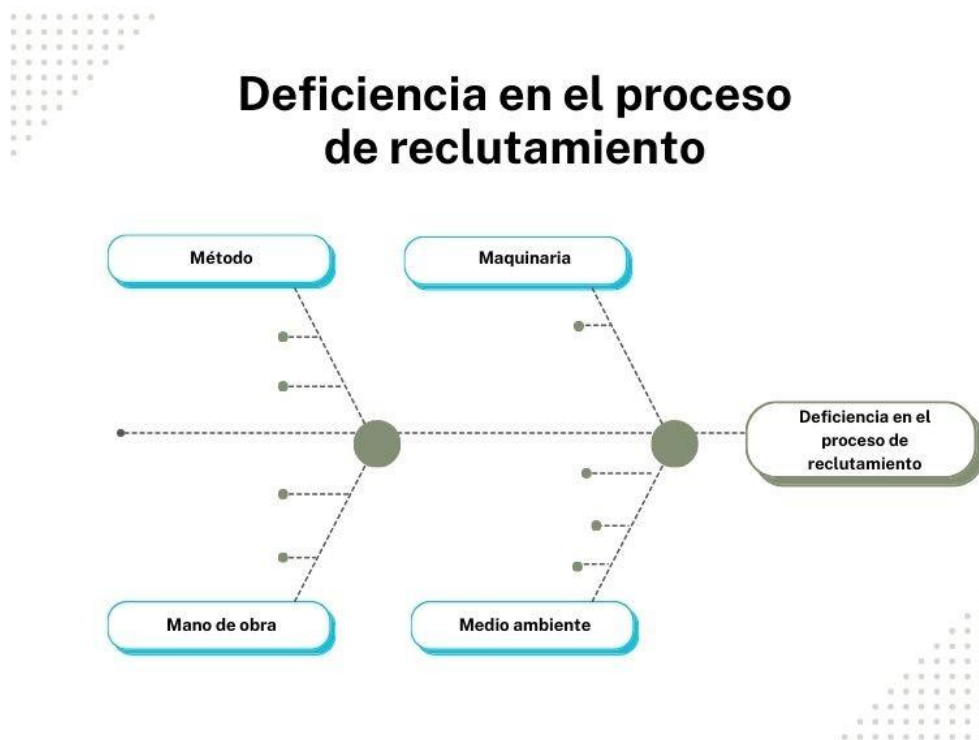 Deficiencia en el proceso
de reclutamiento
Método
Maquinaria
Deficiencia en el
proceso de
reclutamiento
Mano de obra
Medio ambiente